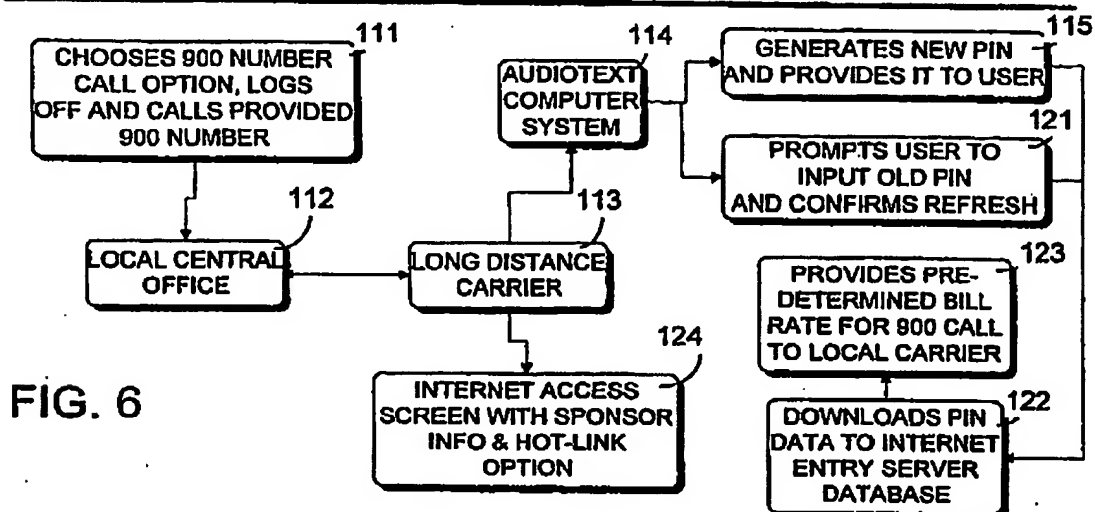 111
CHOOSES 900 NUMBER
CALL OPTION, LOGS
OFF AND CALLS PROVIDED
900 NUMBER
112
LOCAL CENTRAL
OFFICE
113
LONG DISTANCE
CARRIER
114
AUDIOTEXT
COMPUTER
SYSTEM
115
GENERATES NEW PIN
AND PROVIDES IT TO USER
121
PROMPTS USER TO
INPUT OLD PIN
AND CONFIRMS REFRESH
123
PROVIDES PRE-
DETERMINED BILL
RATE FOR 900 CALL
TO LOCAL CARRIER
122
DOWNLOADS PIN
DATA TO INTERNET
ENTRY SERVER
DATABASE
124
INTERNET ACCESS
SCREEN WITH SPONSOR
INFO & HOT-LINK
OPTION
FIG. 6